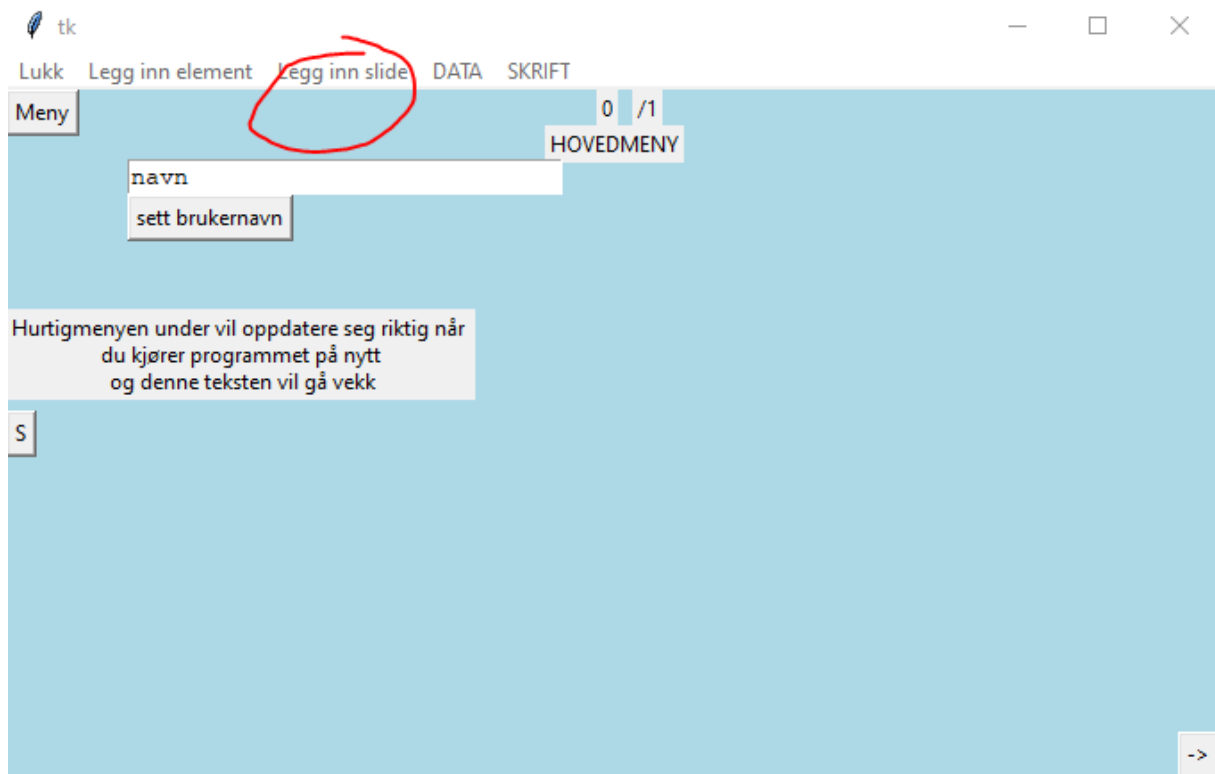 tk
Lukk Legg inn element Legg inn slide DATA SKRIFT
Meny
0 /1
HOVEDMENY
navn
sett brukernavn
Hurtigmenyen under vil oppdatere seg riktig når
du kjører programmet på nytt
og denne teksten vil gå vekk
S
->